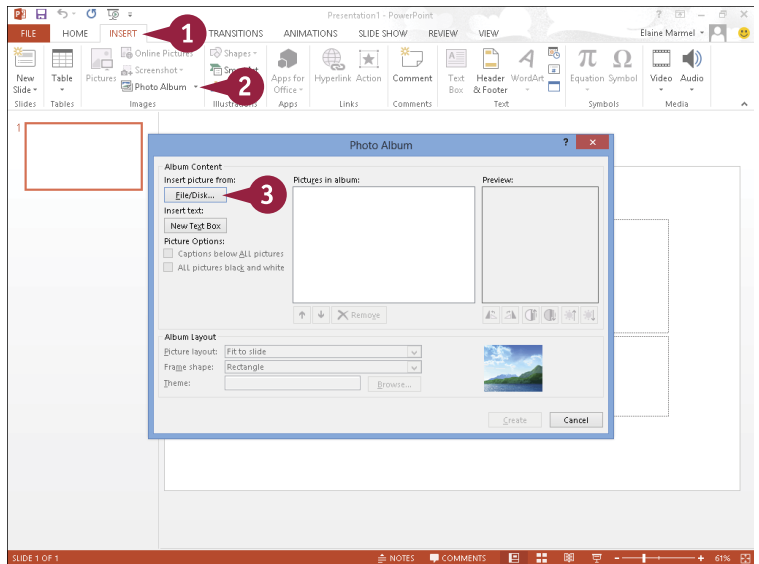 Presentation1 - PowerPoint
FILE HOME INSERT 1 TRANSITIONS ANIMATIONS SLIDE SHOW REVIEW VIEW Elaine Marmel
New Slide
Table
Pictures
Online Pictures
Screenshot
Photo Album 2
Shapes
Apps for Office
Hyperlink
Action
Comment
Text Box
Header & Footer
WordArt
Equation
Symbol
Video
Audio
Slides Tables Images Illustrations Apps Links Comments Text Symbols Media
1
Photo Album ?
Album Content
Insert picture from: Pictures in album: Preview:
File/Disk... 3
Insert text:
New Text Box
Picture Options:
Captions below ALL pictures
ALL pictures black and white
Remove
Album Layout
Picture layout: Fit to slide
Frame shape: Rectangle
Theme: Browse...
Create Cancel
SLIDE 1 OF 1 NOTES COMMENTS 61%